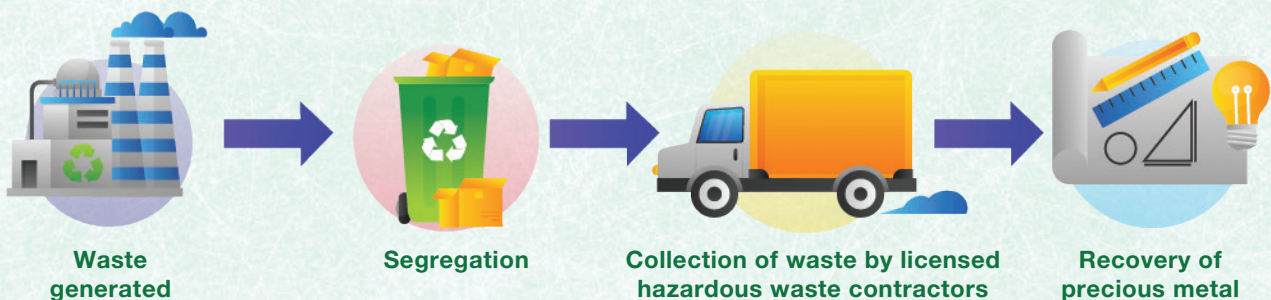 Waste
generated
Segregation
Collection of waste by licensed
hazardous waste contractors
Recovery of
precious metal